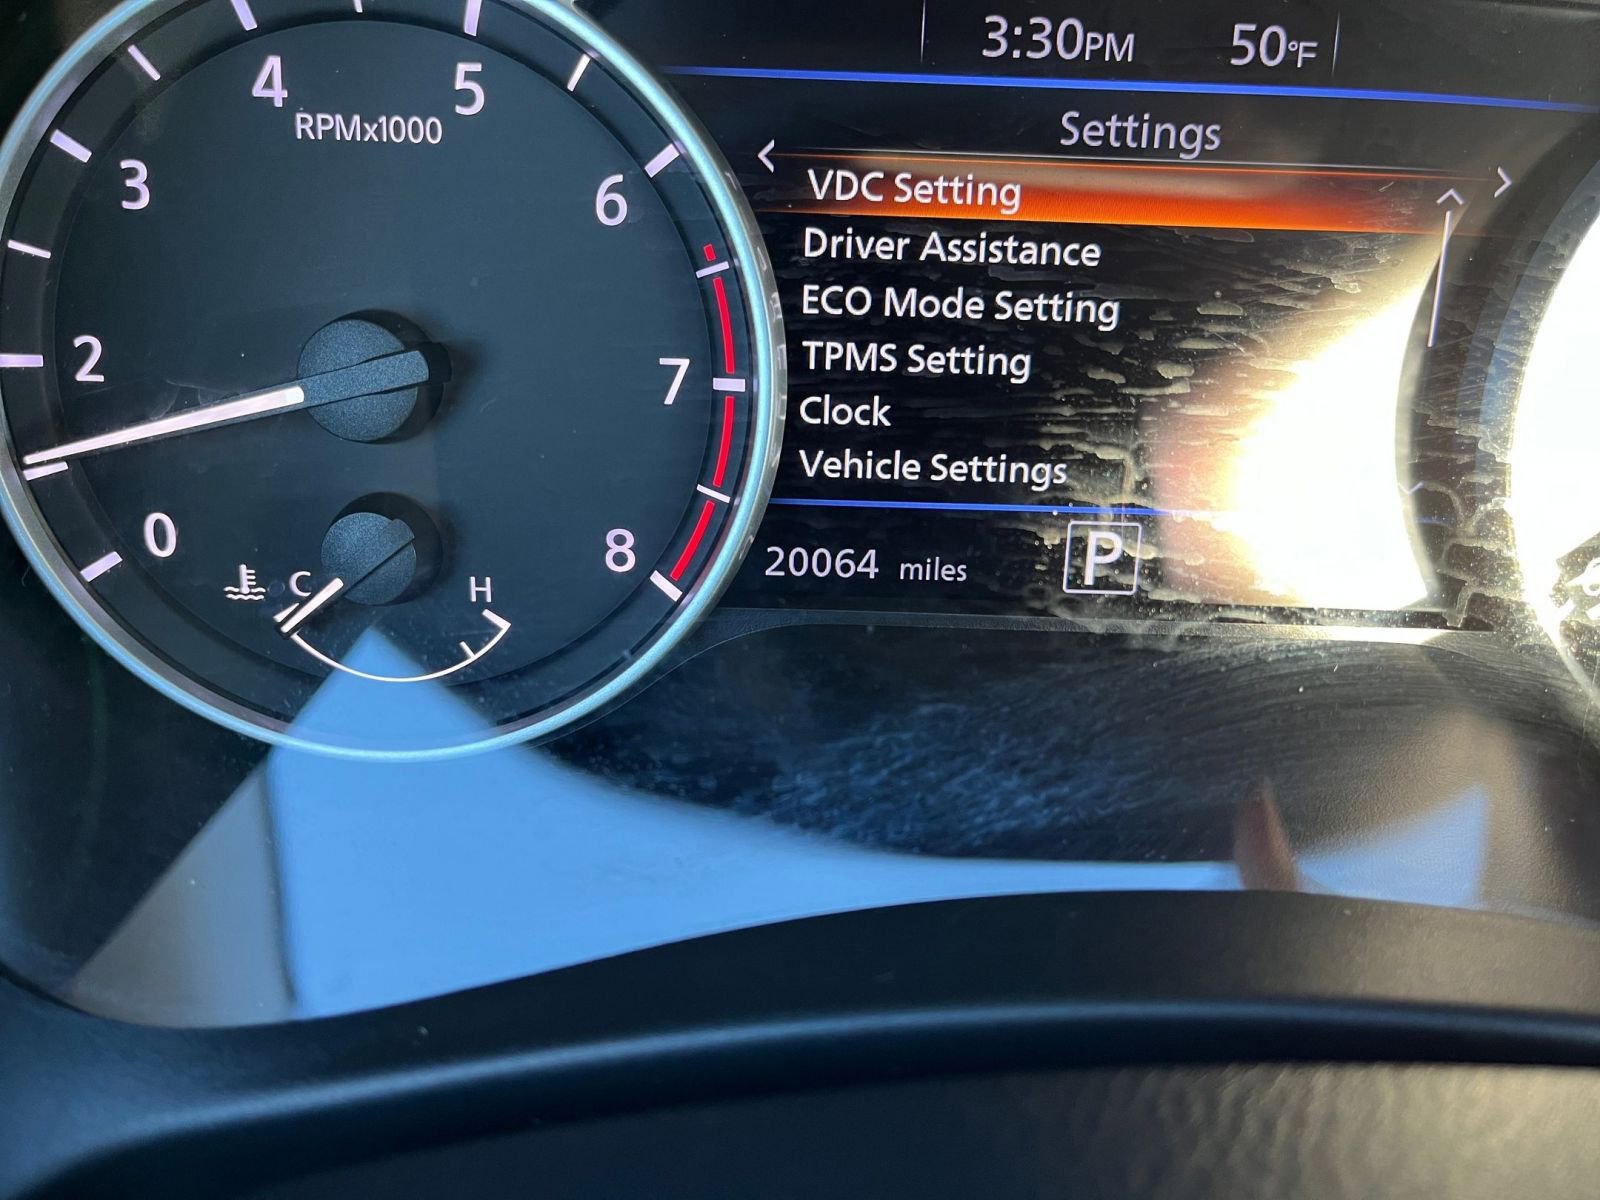 3:30PM 50°F
Settings
VDC Setting
Driver Assistance
ECO Mode Setting
TPMS Setting
Clock
Vehicle Settings
20064 miles P
4 5
RPMx1000
3 6
2 7
0 8
C H